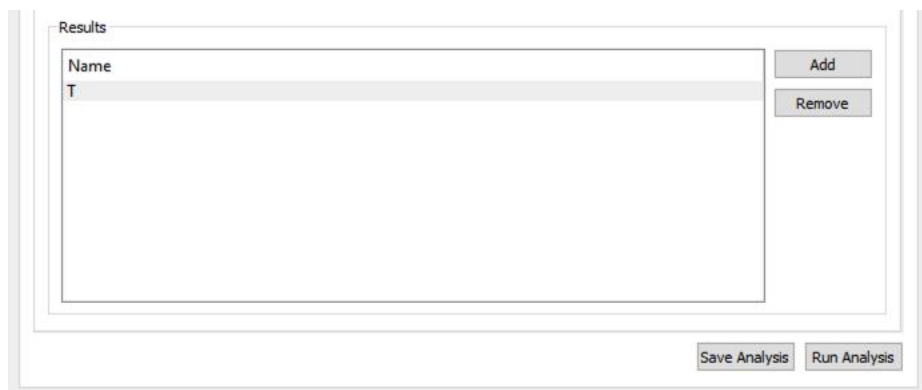 Results
Name
Add
T
Remove
Save Analysis
Run Analysis